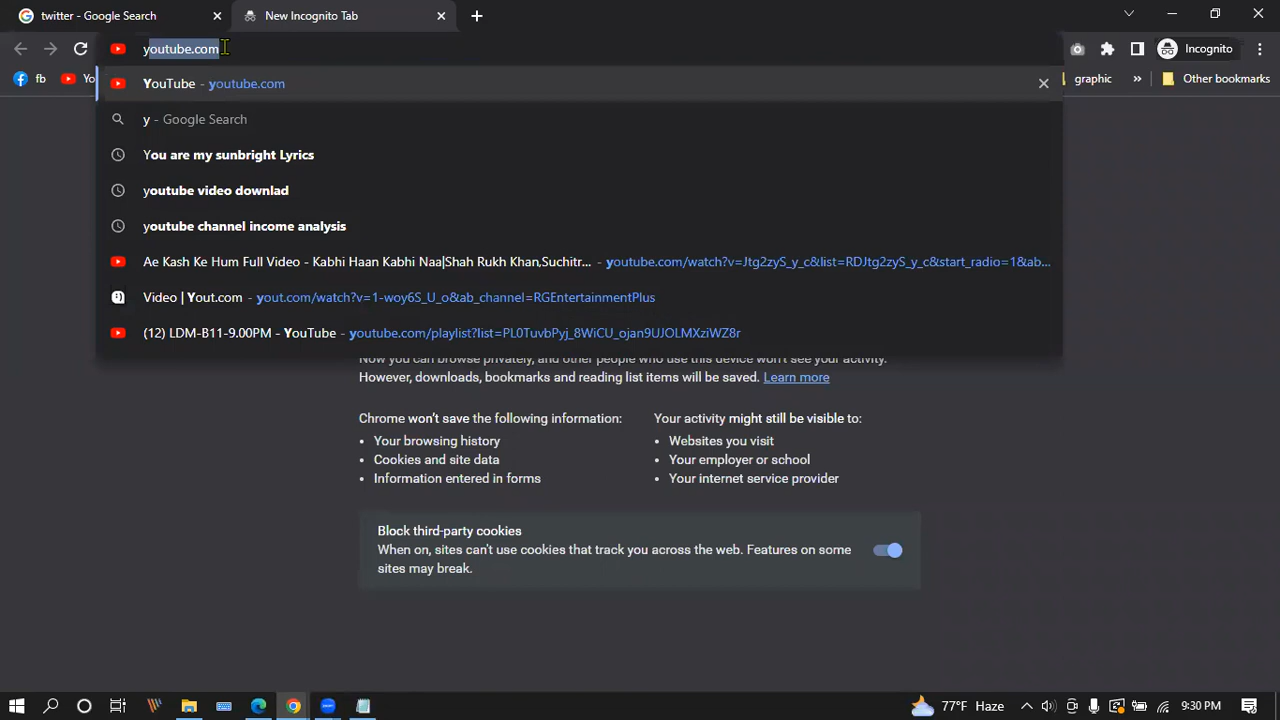 twitter - Google Search
New Incognito Tab
youtube.com
Incognito
fb
Yo
graphic
Other bookmarks
YouTube - youtube.com
y - Google Search
You are my sunbright Lyrics
youtube video downlad
youtube channel income analysis
Ae Kash Ke Hum Full Video - Kabhi Haan Kabhi Naa|Shah Rukh Khan,Suchitr... - youtube.com/watch?v=Jtg2zyS_y_c&list=RDJtg2zyS_y_c&start_radio=1&ab...
Video | Yout.com - yout.com/watch?v=1-woy6S_U_o&ab_channel=RGEntertainmentPlus
(12) LDM-B11-9.00PM - YouTube - youtube.com/playlist?list=PL0TuvbPyj_8WiCU_ojan9UJOLMXziWZ8r
Now you can browse privately, and other people who use this device won't see your activity.
However, downloads, bookmarks and reading list items will be saved. Learn more
Chrome won't save the following information:
• Your browsing history
• Cookies and site data
• Information entered in forms
Your activity might still be visible to:
• Websites you visit
• Your employer or school
• Your internet service provider
Block third-party cookies
When on, sites can't use cookies that track you across the web. Features on some
sites may break.
77°F Haze
9:30 PM